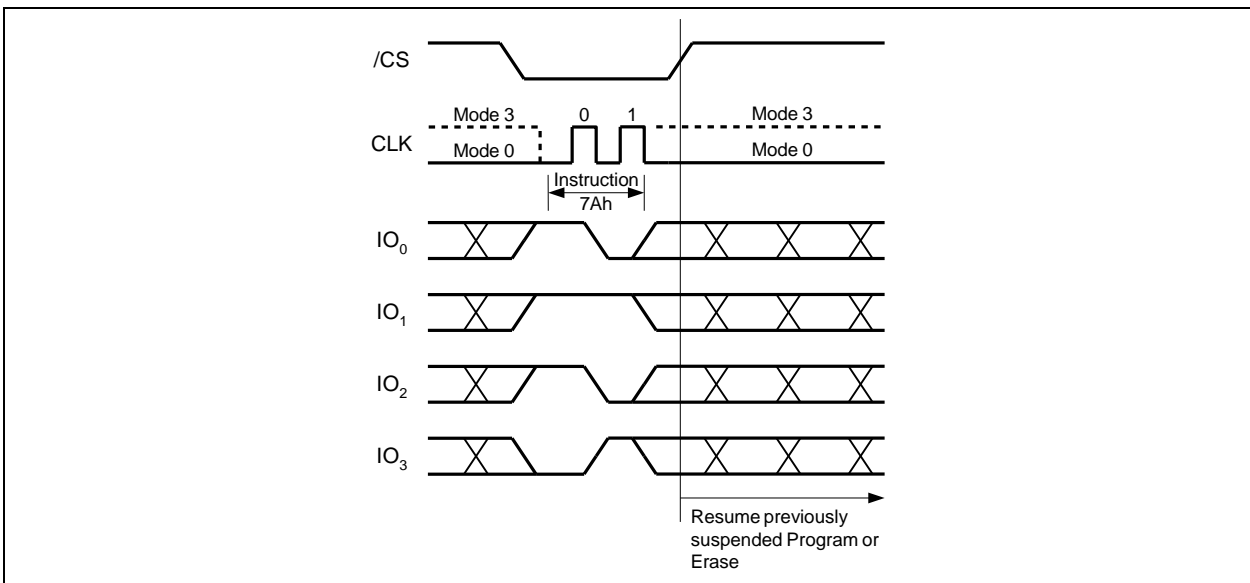 /CS
Mode 3 0 1 Mode 3
CLK
Mode 0 Mode 0
Instruction
7Ah
IO0
IO1
IO2
IO3
Resume previously
suspended Program or
Erase